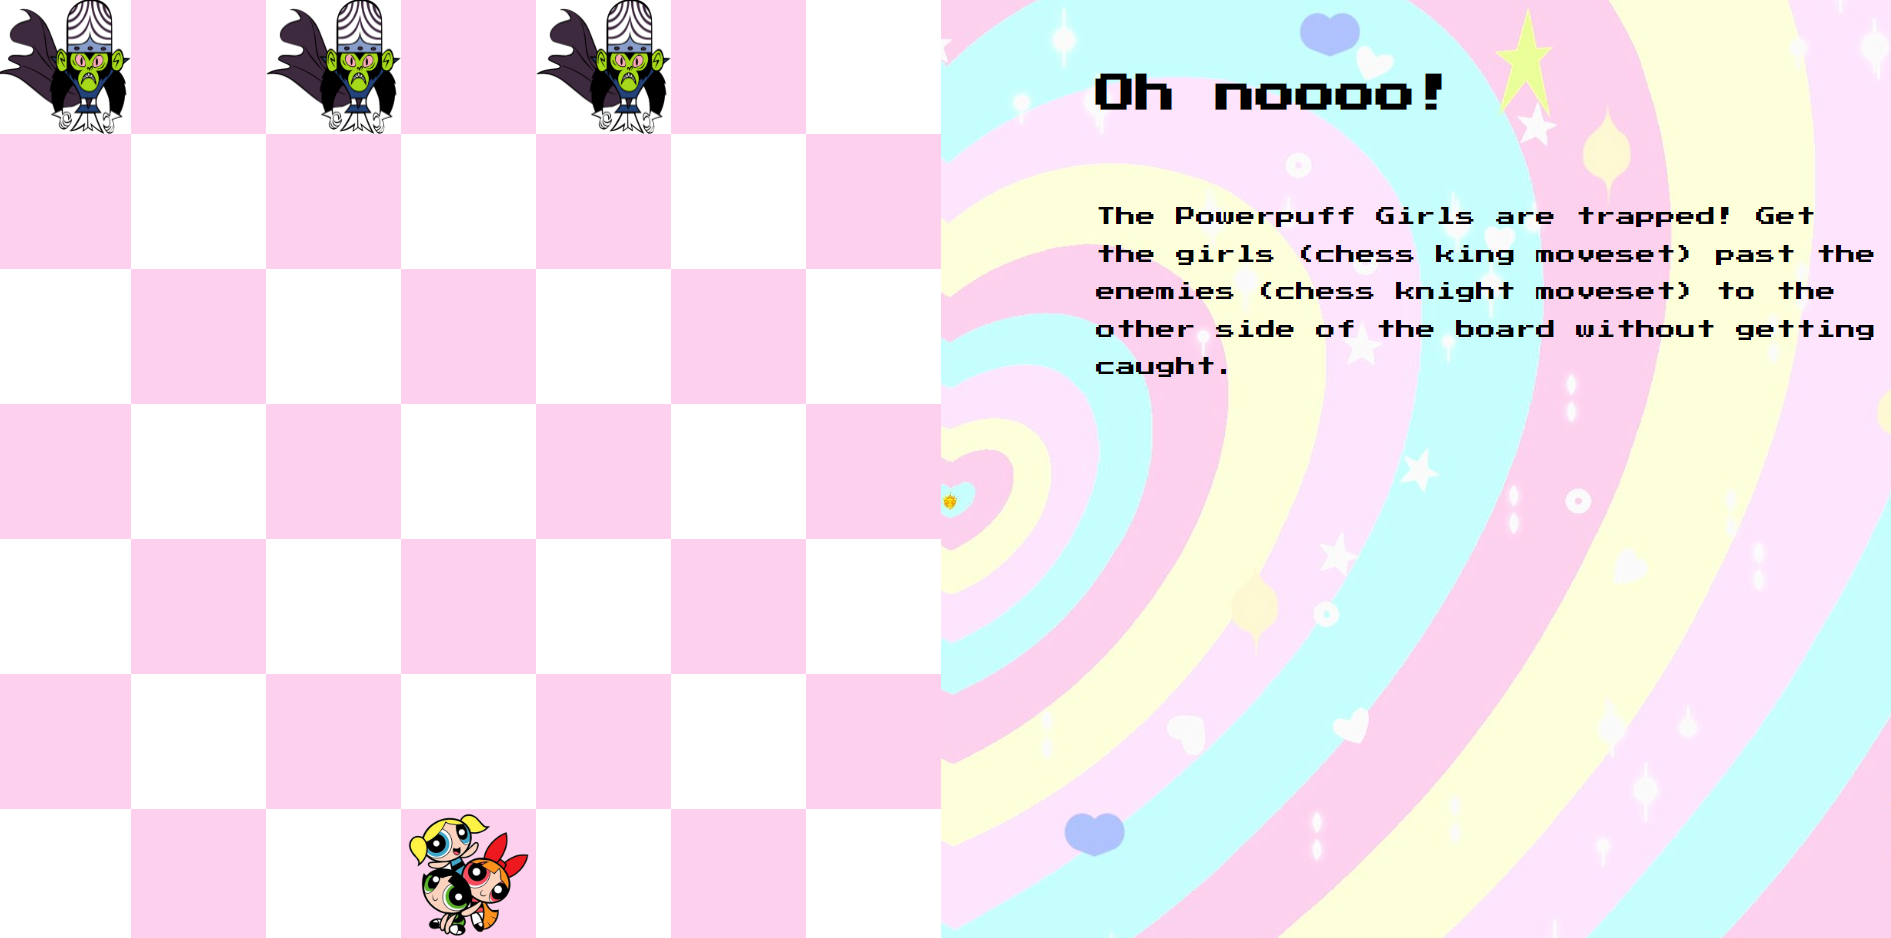 Oh noooo!
The Powerpuff Girls are trapped! Get
the girls (chess king moveset) past the
enemies (chess knight moveset) to the
other side of the board without getting
caught.